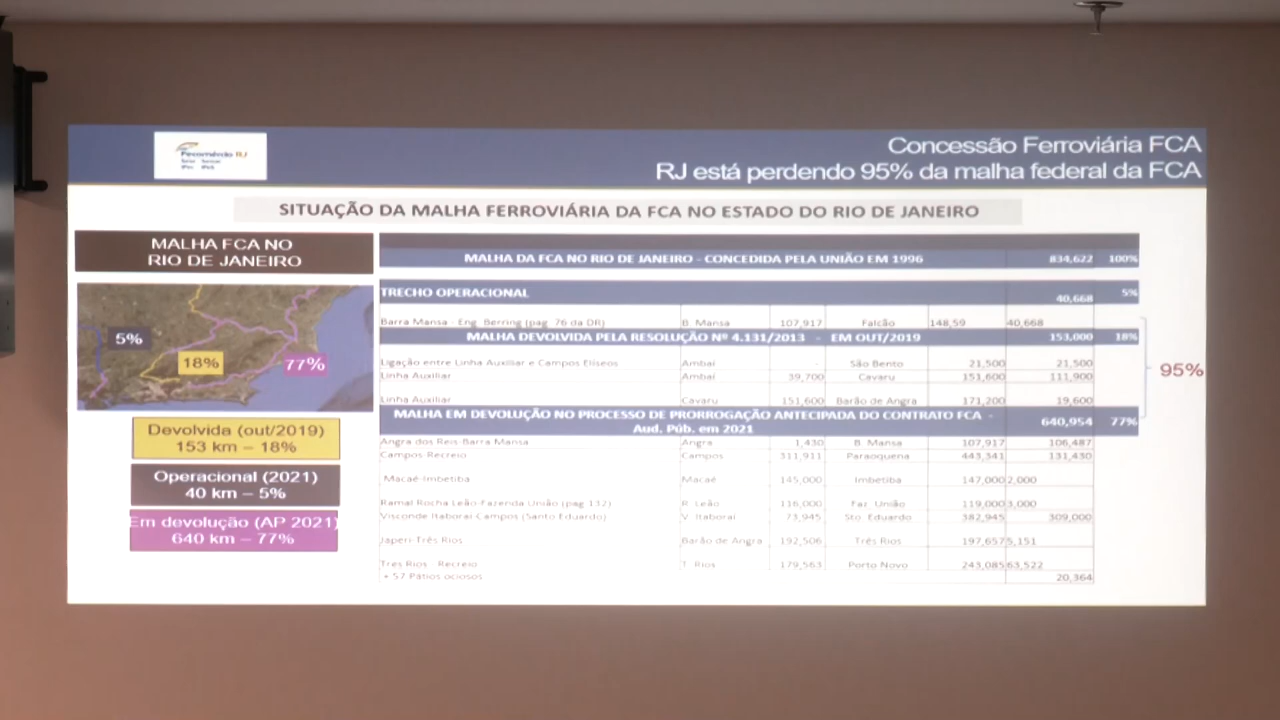 Fecomércio RJ
Sesc Senac
Concessão Ferroviária FCA
RJ está perdendo 95% da malha federal da FCA
SITUAÇÃO DA MALHA FERROVIÁRIA DA FCA NO ESTADO DO RIO DE JANEIRO
MALHA FCA NO
RIO DE JANEIRO
5%
18%
77%
Devolvida (out/2019)
153 km – 18%
Operacional (2021)
40 km – 5%
Em devolução (AP 2021)
640 km – 77%
MALHA DA FCA NO RIO DE JANEIRO - CONCEDIDA PELA UNIÃO EM 1996 834,622 100%
TRECHO OPERACIONAL 40,668 5%
Barra Mansa - Eng. Berring (pag. 76 da DR) B. Mansa 107,917 Falcão 148,59 40,668
MALHA DEVOLVIDA PELA RESOLUÇÃO Nº 4.131/2013 - EM OUT/2019 153,000 18%
Ligação entre Linha Auxiliar e Campos Elíseos Ambaí - São Bento 21,500 21,500
Linha Auxiliar Ambaí 39,700 Cavaru 151,600 111,900
Linha Auxiliar Cavaru 151,600 Barão de Angra 171,200 19,600
MALHA EM DEVOLUÇÃO NO PROCESSO DE PRORROGAÇÃO ANTECIPADA DO CONTRATO FCA -
Aud. Púb. em 2021 640,954 77%
Angra dos Reis-Barra Mansa Angra 1,430 B. Mansa 107,917 106,487
Campos-Recreio Campos 311,911 Paraoquena 443,341 131,430
Macaé-Imbetiba Macaé 145,000 Imbetiba 147,000 2,000
Ramal Rocha Leão-Fazenda União (pag 132) R. Leão 116,000 Faz. União 119,000 3,000
Visconde Itaboraí-Campos (Santo Eduardo) V. Itaboraí 73,945 Sto. Eduardo 382,945 309,000
Japeri-Três Rios Barão de Angra 192,506 Três Rios 197,657 5,151
Três Rios - Recreio T. Rios 179,563 Porto Novo 243,085 63,522
+ 57 Pátios ociosos 20,364
95%